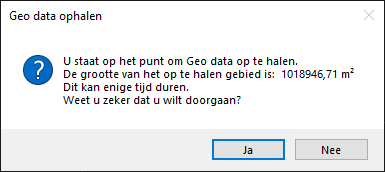 Geo data ophalen
U staat op het punt om Geo data op te halen.
De grootte van het op te halen gebied is:  1018946,71 m²
Dit kan enige tijd duren.
Weet u zeker dat u wilt doorgaan?
Ja
Nee